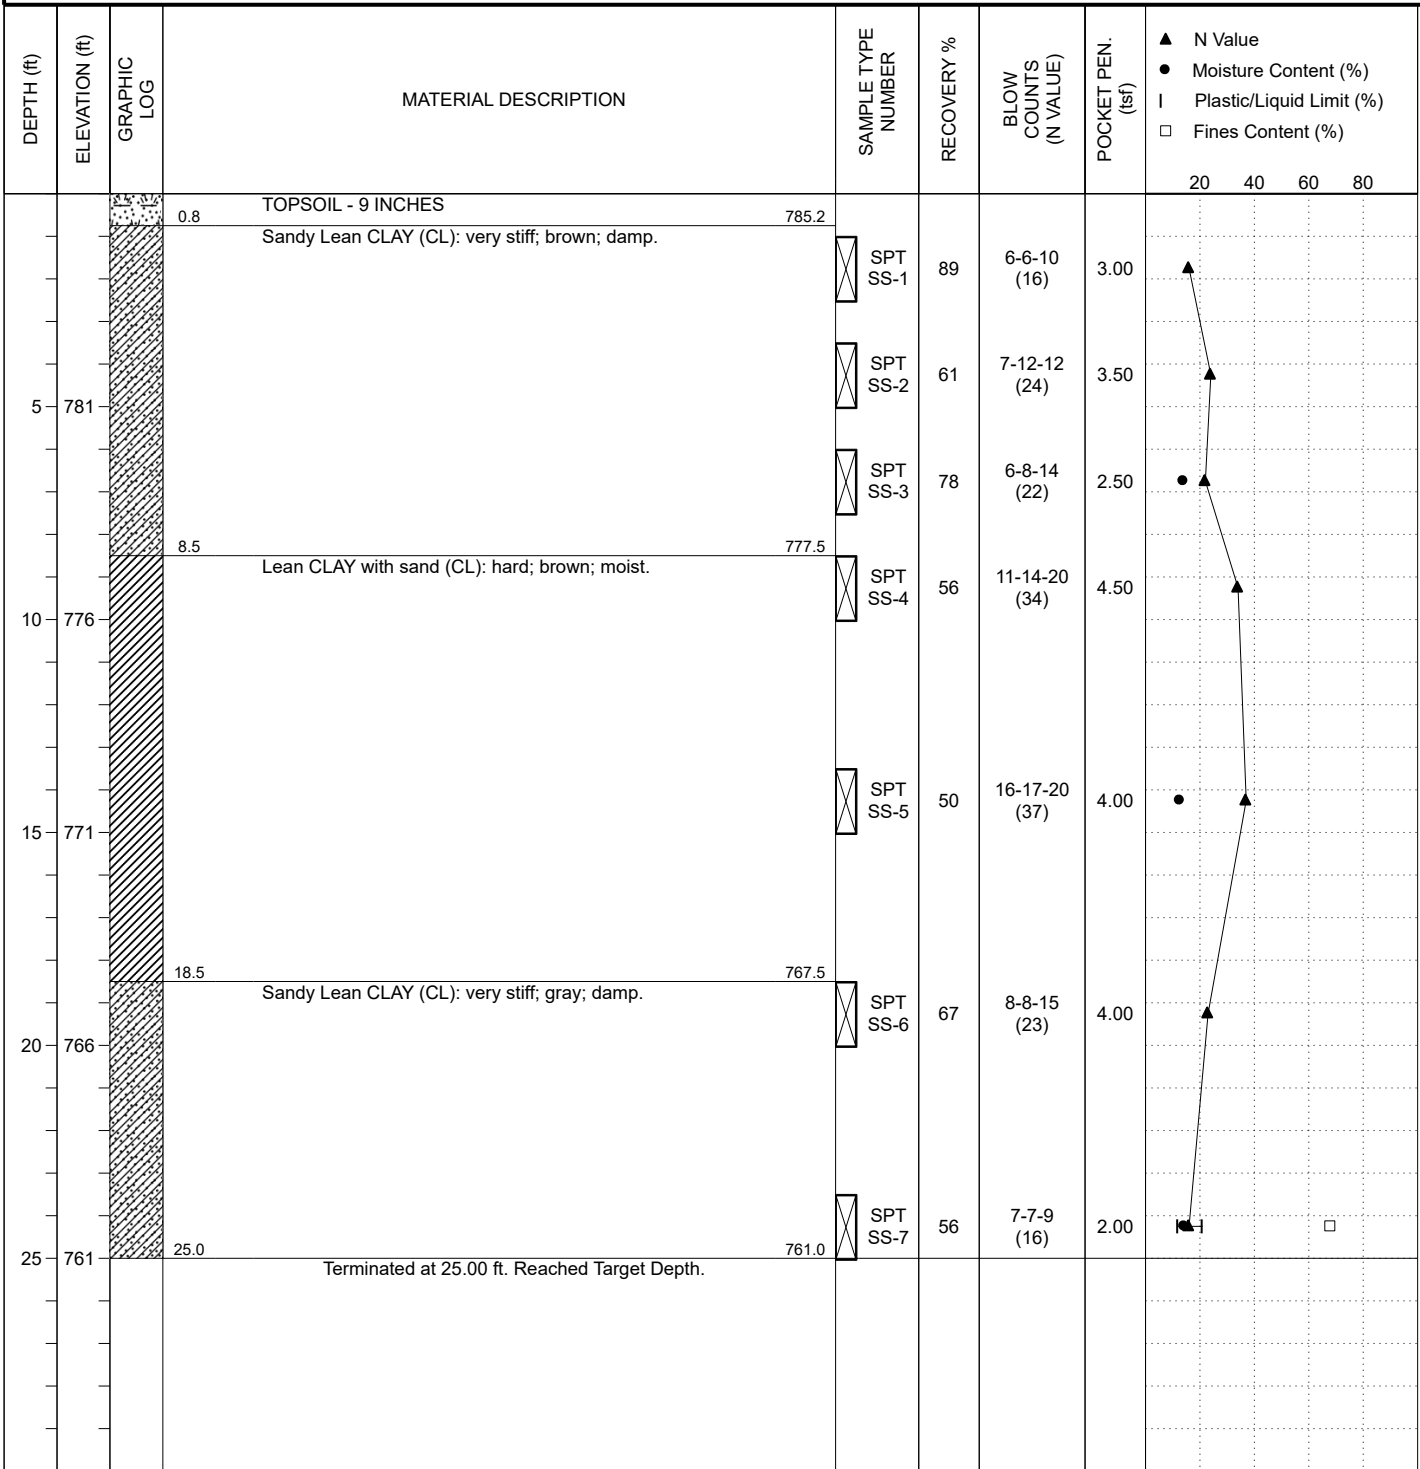 DEPTH (ft)
ELEVATION (ft)
GRAPHIC
LOG
MATERIAL DESCRIPTION
SAMPLE TYPE
NUMBER
RECOVERY %
BLOW
COUNTS
(N VALUE)
POCKET PEN.
(tsf)
N Value
Moisture Content (%)
Plastic/Liquid Limit (%)
Fines Content (%)
20 40 60 80
TOPSOIL - 9 INCHES
0.8 785.2
Sandy Lean CLAY (CL): very stiff; brown; damp.
SPT
SS-1
89
6-6-10
(16)
3.00
SPT
SS-2
61
7-12-12
(24)
3.50
5 781
SPT
SS-3
78
6-8-14
(22)
2.50
8.5 777.5
Lean CLAY with sand (CL): hard; brown; moist.
SPT
SS-4
56
11-14-20
(34)
4.50
10 776
SPT
SS-5
50
16-17-20
(37)
4.00
15 771
18.5 767.5
Sandy Lean CLAY (CL): very stiff; gray; damp.
SPT
SS-6
67
8-8-15
(23)
4.00
20 766
SPT
SS-7
56
7-7-9
(16)
2.00
25.0 761.0
25 761
Terminated at 25.00 ft. Reached Target Depth.